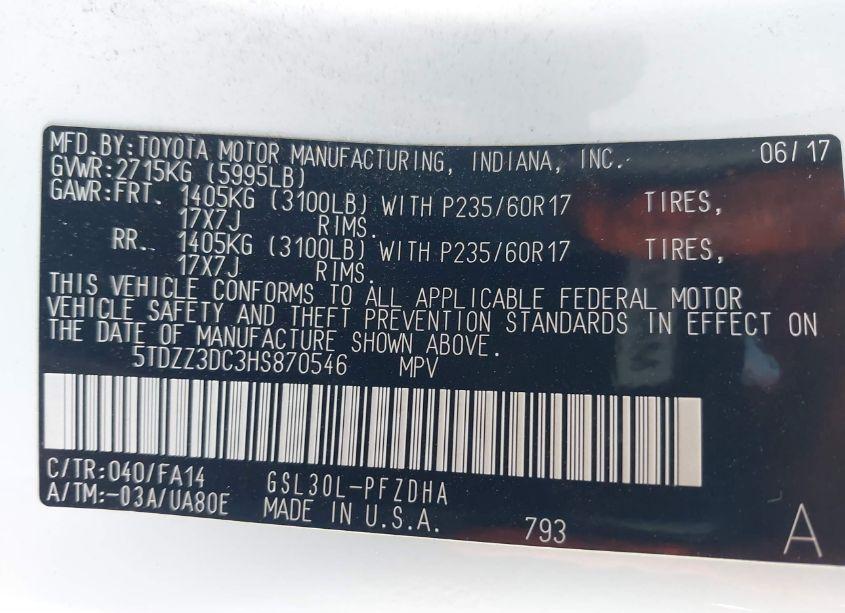 MFD.BY:TOYOTA MOTOR MANUFACTURING, INDIANA, INC. 06/17
GVWR:2715KG (5995LB)
GAWR:FRT. 1405KG (3100LB) WITH P235/60R17 TIRES,
17X7J RIMS.
RR. 1405KG (3100LB) WITH P235/60R17 TIRES,
17X7J RIMS.
THIS VEHICLE CONFORMS TO ALL APPLICABLE FEDERAL MOTOR
VEHICLE SAFETY AND THEFT PREVENTION STANDARDS IN EFFECT ON
THE DATE OF MANUFACTURE SHOWN ABOVE.
5TDZZ3DC3HS870546 MPV
C/TR:040/FA14 GSL30L-PFZDHA
A/TM:-03A/UA80E MADE IN U.S.A. 793 A